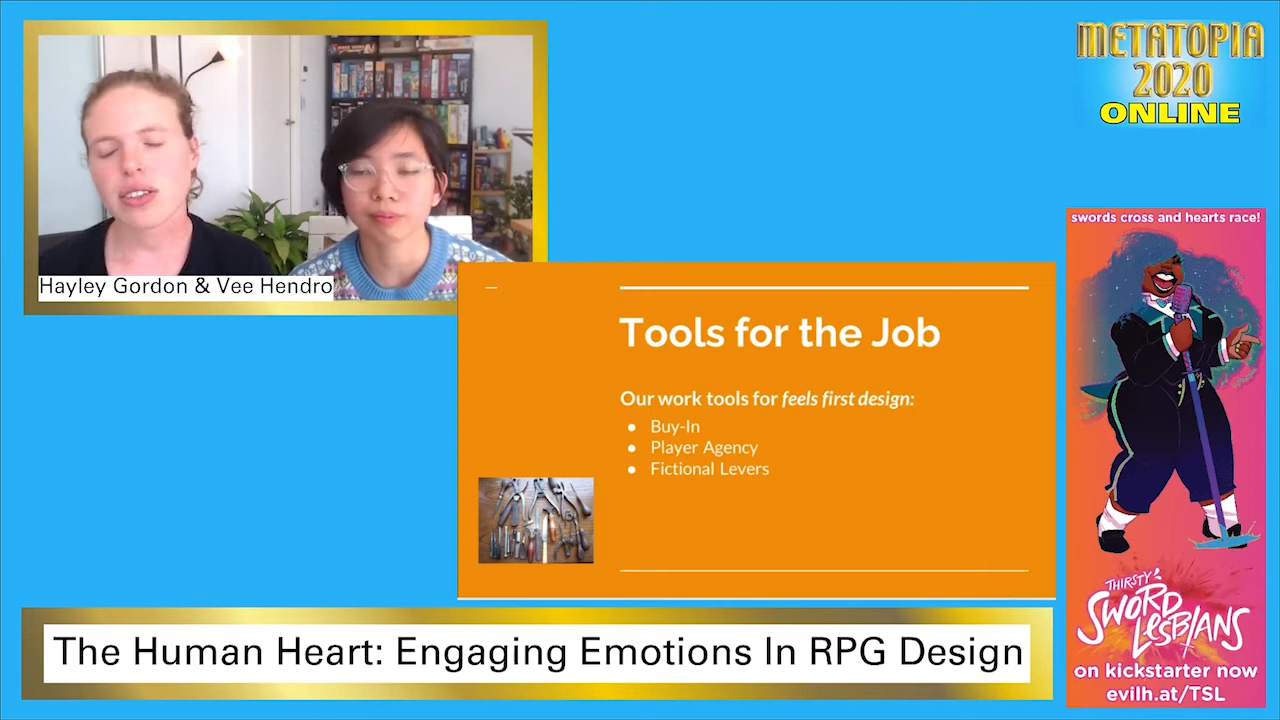 METATOPIA
2020
ONLINE
Hayley Gordon & Vee Hendro
swords cross and hearts race!
Tools for the Job
Our work tools for feels first design:
● Buy-In
● Player Agency
● Fictional Levers
THIRSTY
SWORD
LESBIANS
on kickstarter now
evilh.at/TSL
The Human Heart: Engaging Emotions In RPG Design